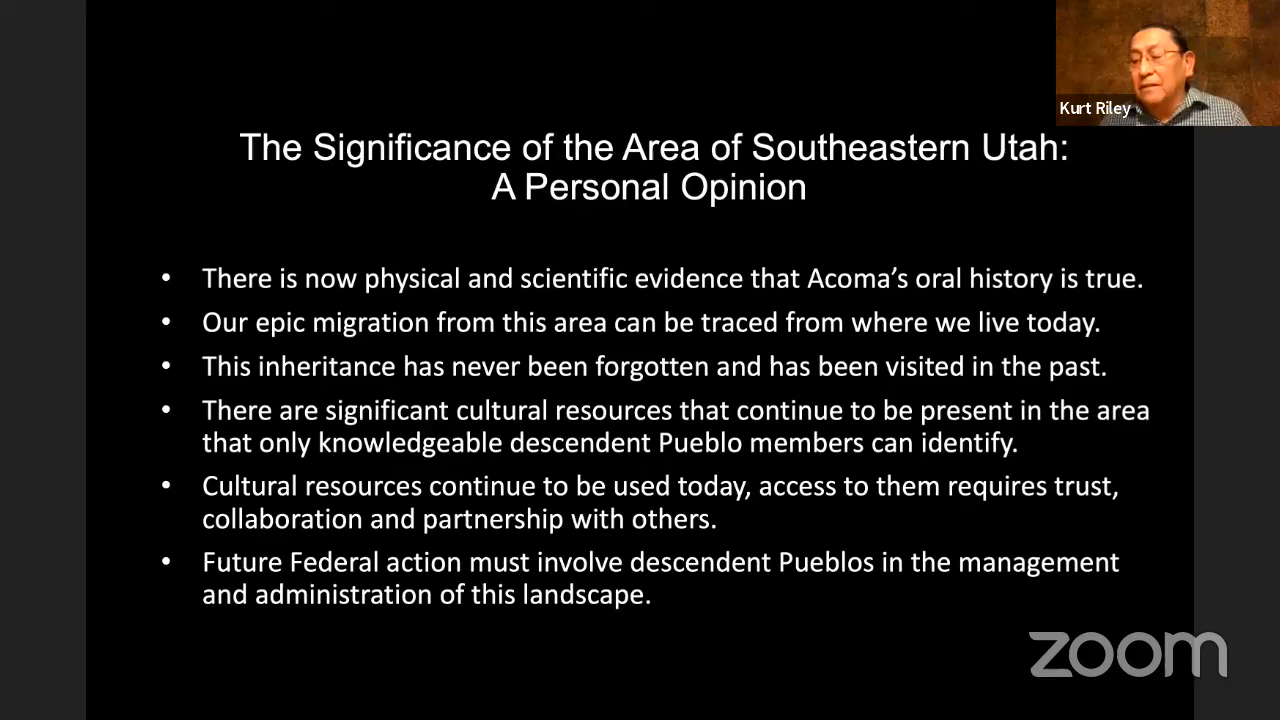 Kurt Riley
The Significance of the Area of Southeastern Utah:
A Personal Opinion
• There is now physical and scientific evidence that Acoma’s oral history is true.
• Our epic migration from this area can be traced from where we live today.
• This inheritance has never been forgotten and has been visited in the past.
• There are significant cultural resources that continue to be present in the area
that only knowledgeable descendent Pueblo members can identify.
• Cultural resources continue to be used today, access to them requires trust,
collaboration and partnership with others.
• Future Federal action must involve descendent Pueblos in the management
and administration of this landscape.
zoom